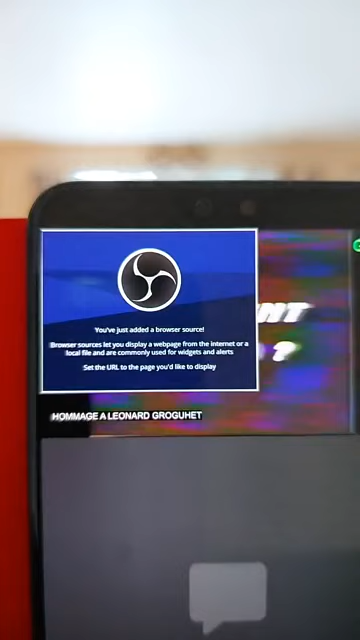 You've just added a browser source!
Browser sources let you display a webpage from the internet or a
local file and are commonly used for widgets and alerts
Set the URL to the page you'd like to display
?
HOMMAGE A LEONARD GROGUHET